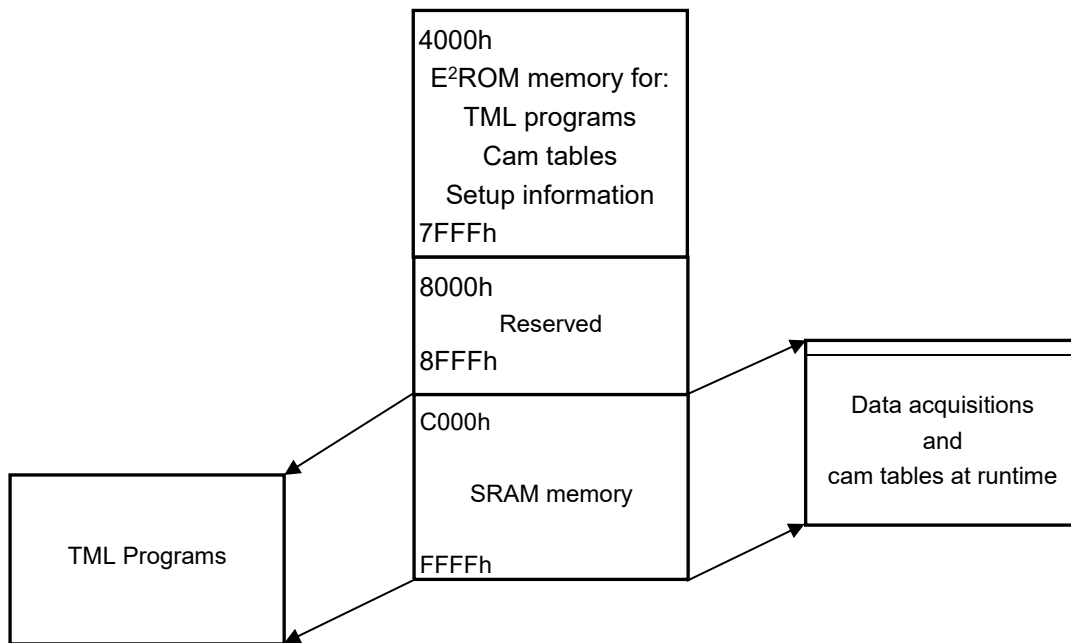 4000h
E²ROM memory for:
TML programs
Cam tables
Setup information
7FFFh
8000h
Reserved
8FFFh
C000h
SRAM memory
FFFFh
Data acquisitions
and
cam tables at runtime
TML Programs